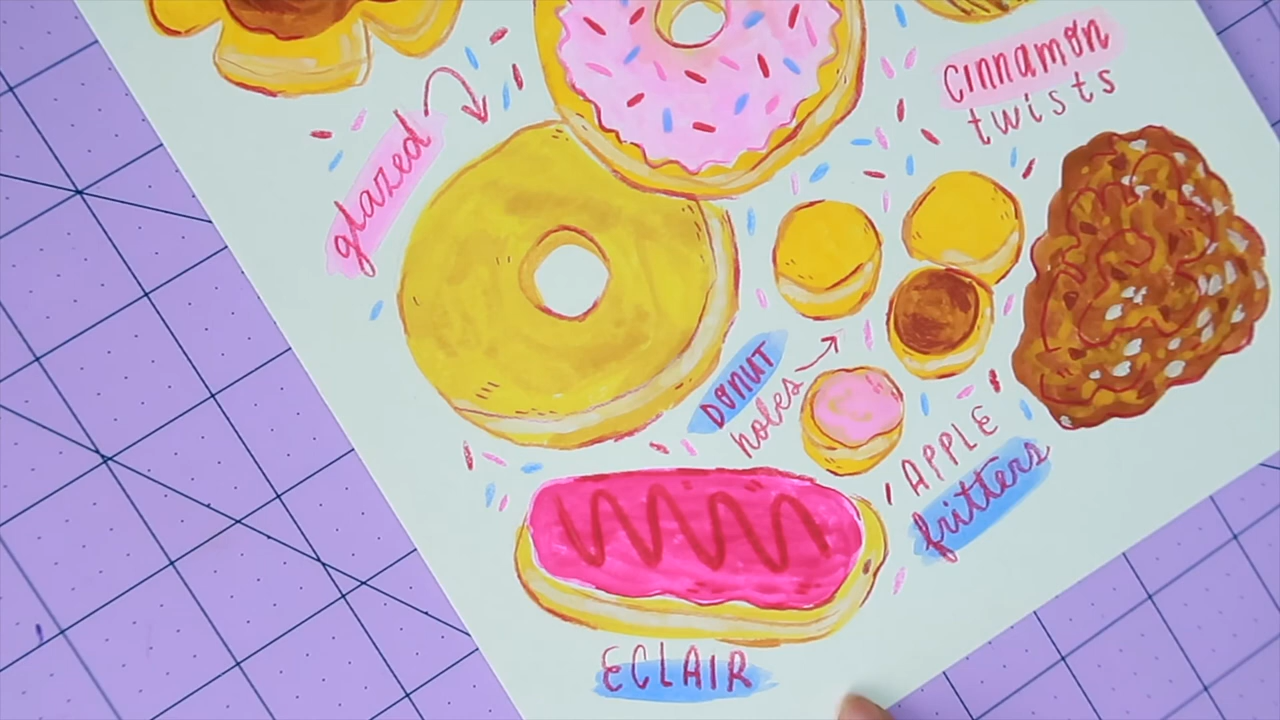 cinnamon
twists
glazed
DONUT
holes
APPLE
fritters
ECLAIR